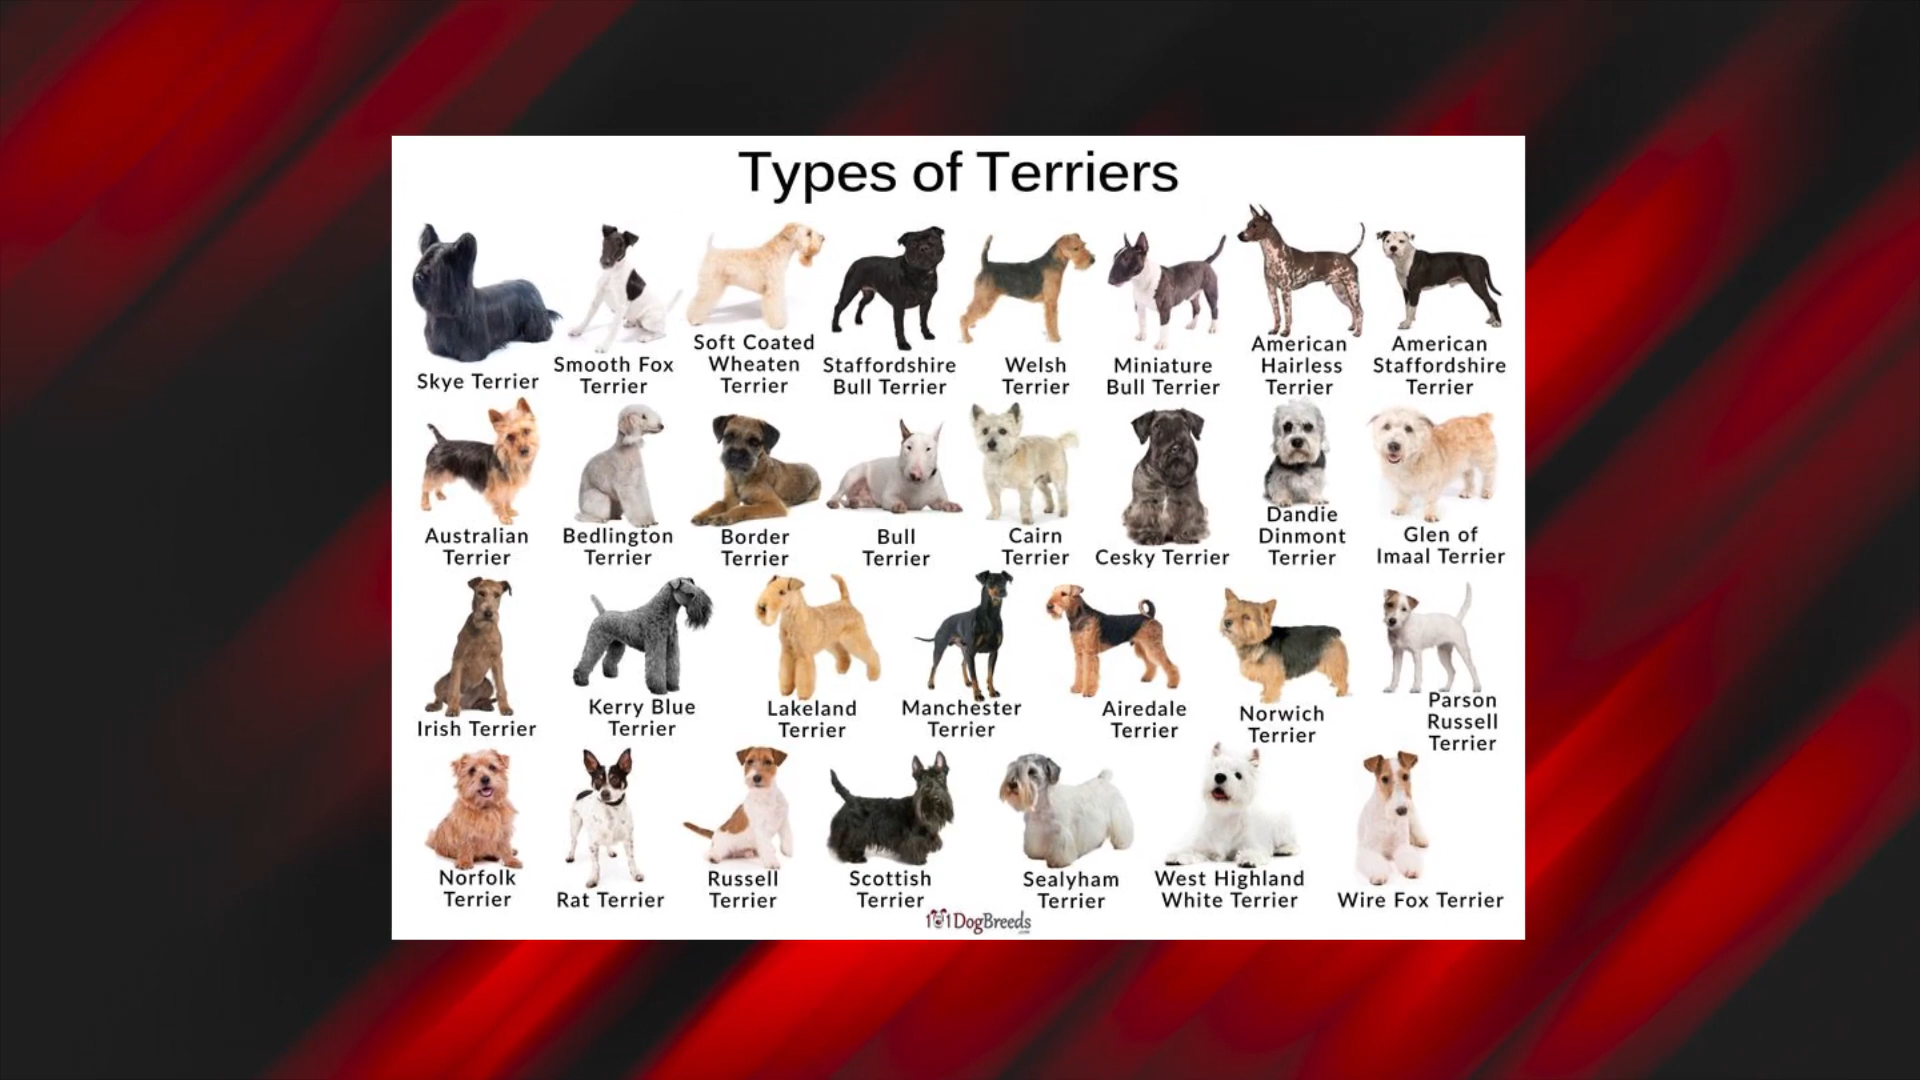 Types of Terriers
Skye Terrier
Smooth Fox
Terrier
Soft Coated
Wheaten
Terrier
Staffordshire
Bull Terrier
Welsh
Terrier
Miniature
Bull Terrier
American
Hairless
Terrier
American
Staffordshire
Terrier
Australian
Terrier
Bedlington
Terrier
Border
Terrier
Bull
Terrier
Cairn
Terrier
Cesky Terrier
Dandie
Dinmont
Terrier
Glen of
Imaal Terrier
Irish Terrier
Kerry Blue
Terrier
Lakeland
Terrier
Manchester
Terrier
Airedale
Terrier
Norwich
Terrier
Parson
Russell
Terrier
Norfolk
Terrier
Rat Terrier
Russell
Terrier
Scottish
Terrier
Sealyham
Terrier
West Highland
White Terrier
Wire Fox Terrier
101DogBreeds
.com